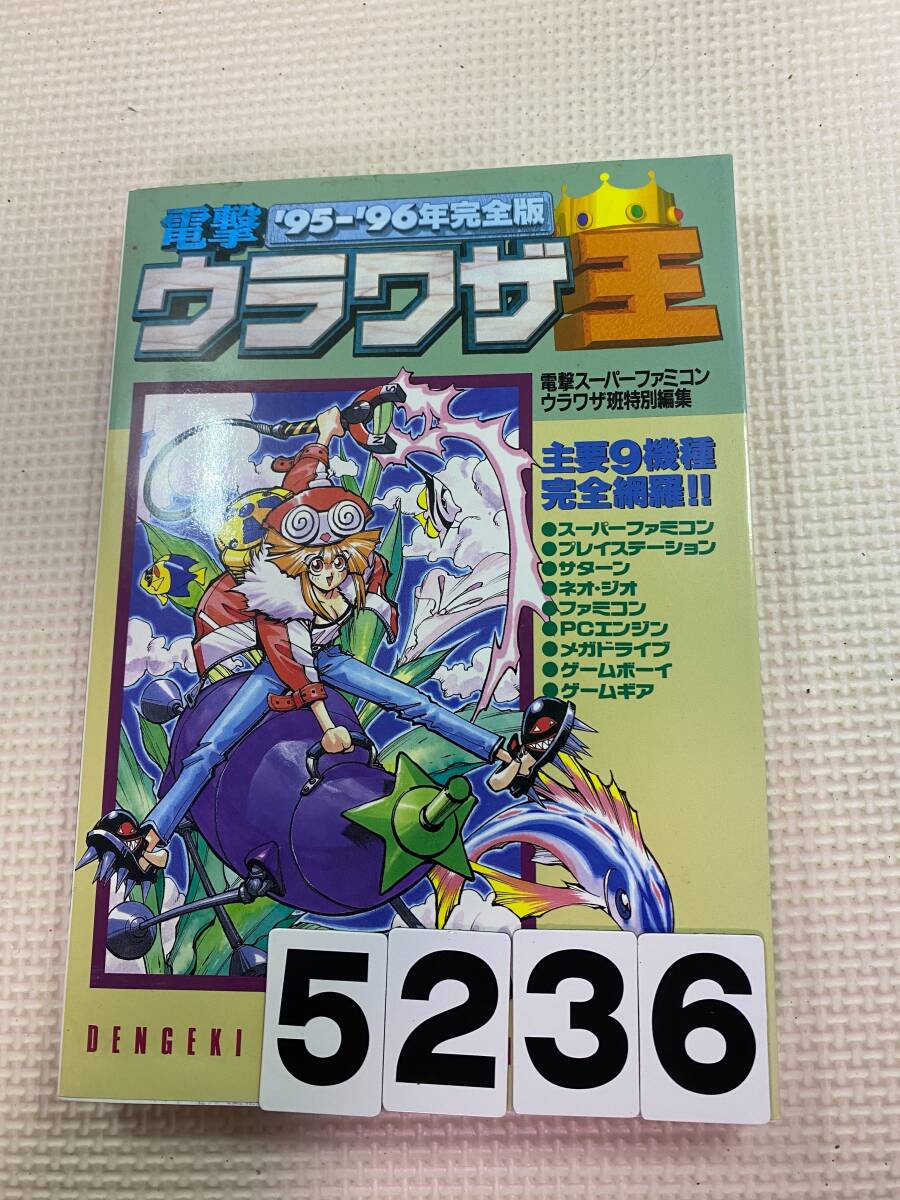 電撃
'95-'96年完全版
ウラワザ王
電撃スーパーファミコン
ウラワザ班特別編集
主要9機種
完全網羅!!
●スーパーファミコン
●プレイステーション
●サターン
●ネオ・ジオ
●ファミコン
●PCエンジン
●メガドライブ
●ゲームボーイ
●ゲームギア
S
N
DENGEKI
5236